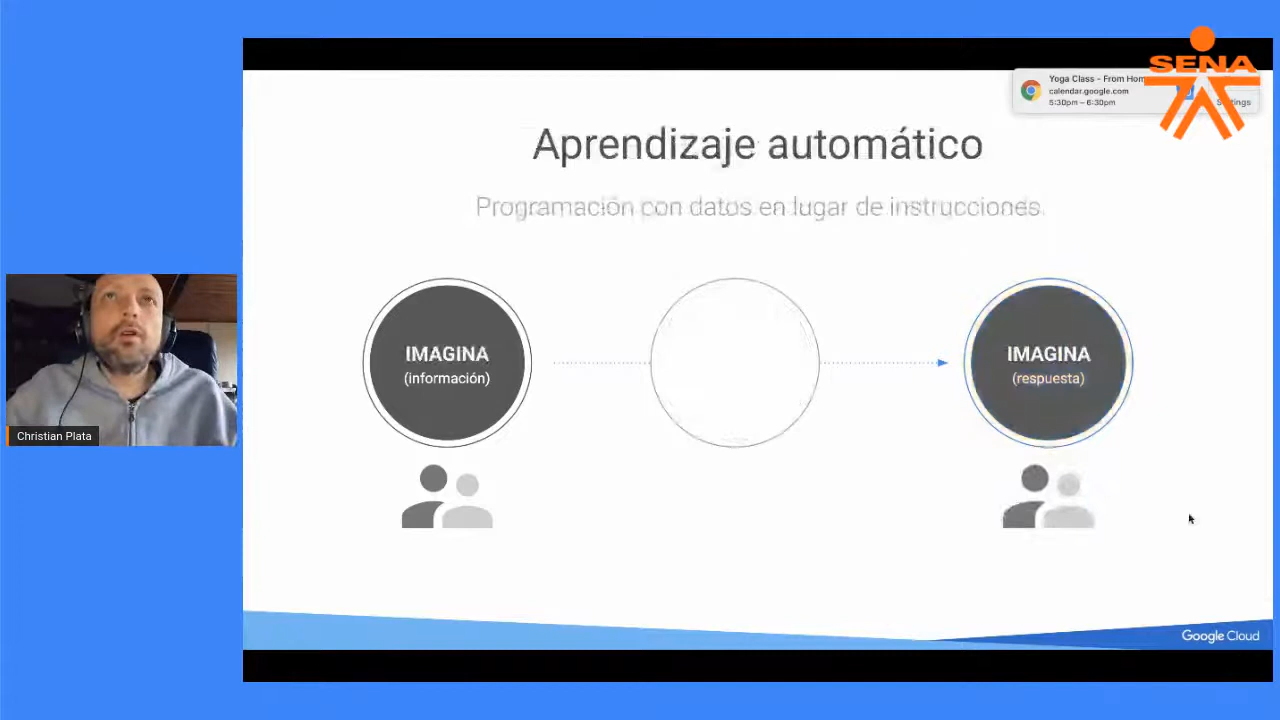 SENA
Yoga Class - From Hom
calendar.google.com
5:30pm – 6:30pm
Aprendizaje automático
Programación con datos en lugar de instrucciones.
IMAGINA
(información)
IMAGINA
(respuesta)
Christian Plata
Google Cloud